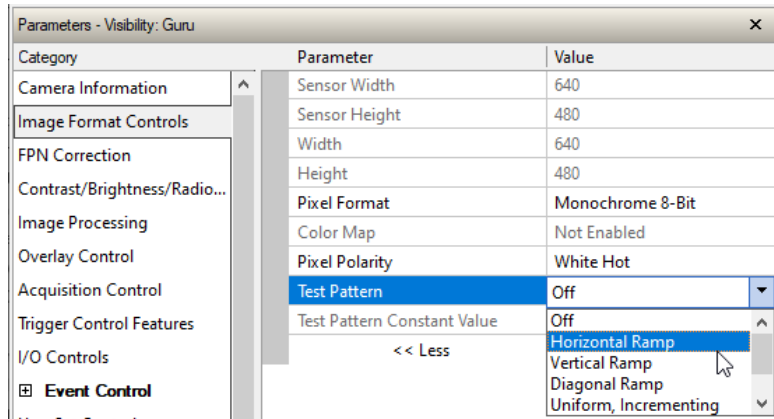 Parameters - Visibility: Guru ×
Category Parameter Value
Camera Information
Image Format Controls
FPN Correction
Contrast/Brightness/Radio...
Image Processing
Overlay Control
Acquisition Control
Trigger Control Features
I/O Controls
Event Control
Sensor Width 640
Sensor Height 480
Width 640
Height 480
Pixel Format Monochrome 8-Bit
Color Map Not Enabled
Pixel Polarity White Hot
Test Pattern Off
Test Pattern Constant Value
<< Less
Off
Horizontal Ramp
Vertical Ramp
Diagonal Ramp
Uniform, Incrementing